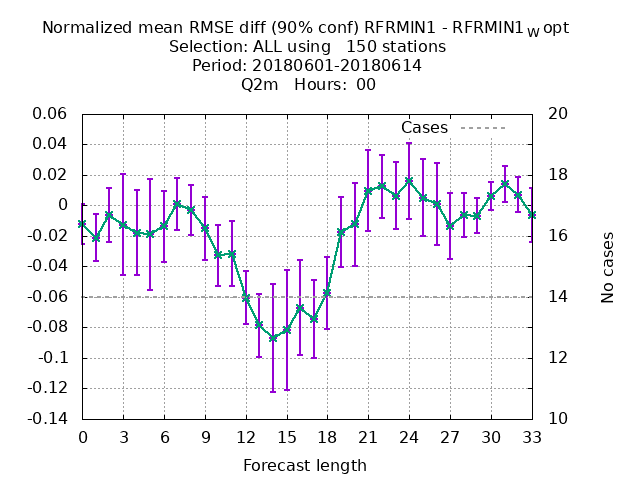 Normalized mean RMSE diff (90% conf) RFRMIN1 - RFRMIN1_W opt
Selection: ALL using   150 stations
Period: 20180601-20180614
Q2m   Hours:  00
Cases
0.06
0.04
0.02
0
-0.02
-0.04
-0.06
-0.08
-0.1
-0.12
-0.14
20
18
16
14
12
10
No cases
0 3 6 9 12 15 18 21 24 27 30 33
Forecast length